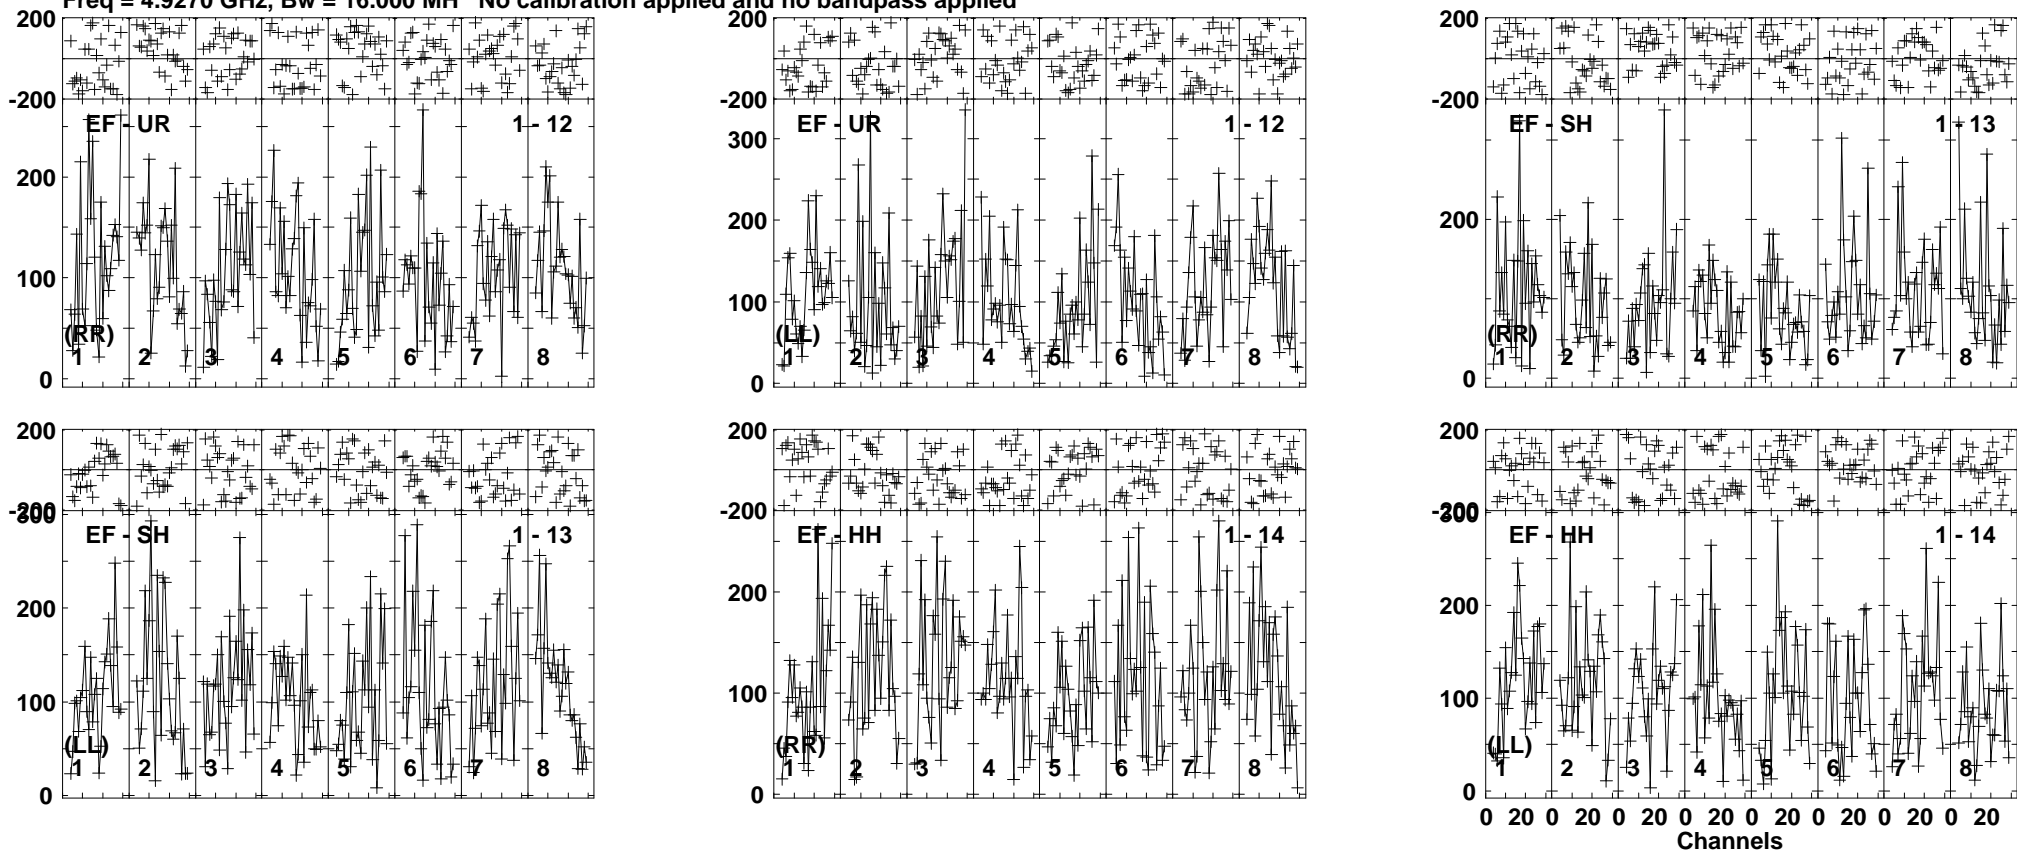 Freq = 4.9270 GHz, Bw = 16.000 MH No calibration applied and no bandpass applied
200 200 200
-200 -200 -200
EF - UR 1 - 12 EF - UR 1 - 12 EF - SH 1 - 13
300
200 200 200
100 100
(RR) (LL) (RR)
1 2 3 4 5 6 7 8 1 2 3 4 5 6 7 8 1 2 3 4 5 6 7 8
0 0 0
200 200 200
-200 -200 -200
300 300
EF - SH 1 - 13 EF - HH 1 - 14 EF - HH 1 - 14
200 200 200
100 100 100
(LL) (RR) (LL)
1 2 3 4 5 6 7 8 1 2 3 4 5 6 7 8 1 2 3 4 5 6 7 8
0 0 0
0 20 0 20 0 20 0 20 0 20 0 20 0 20 0 20
Channels